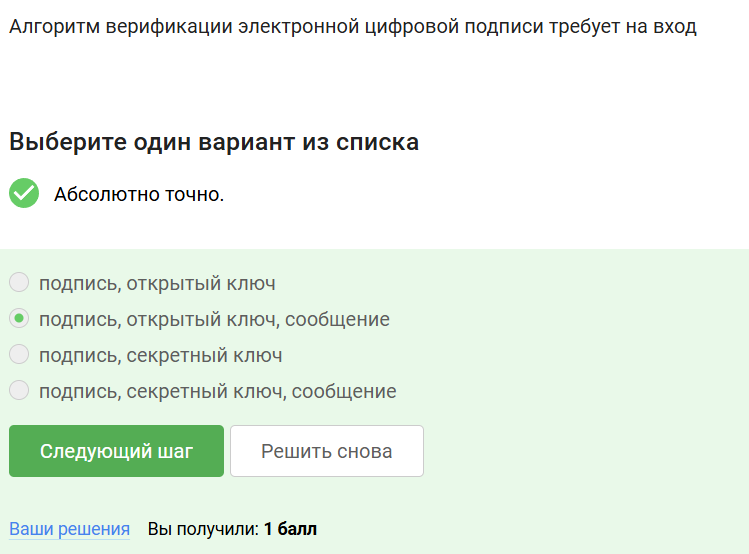 Алгоритм верификации электронной цифровой подписи требует на вход
Выберите один вариант из списка
Абсолютно точно.
подпись, открытый ключ
подпись, открытый ключ, сообщение
подпись, секретный ключ
подпись, секретный ключ, сообщение
Следующий шаг Решить снова
Ваши решения Вы получили: 1 балл